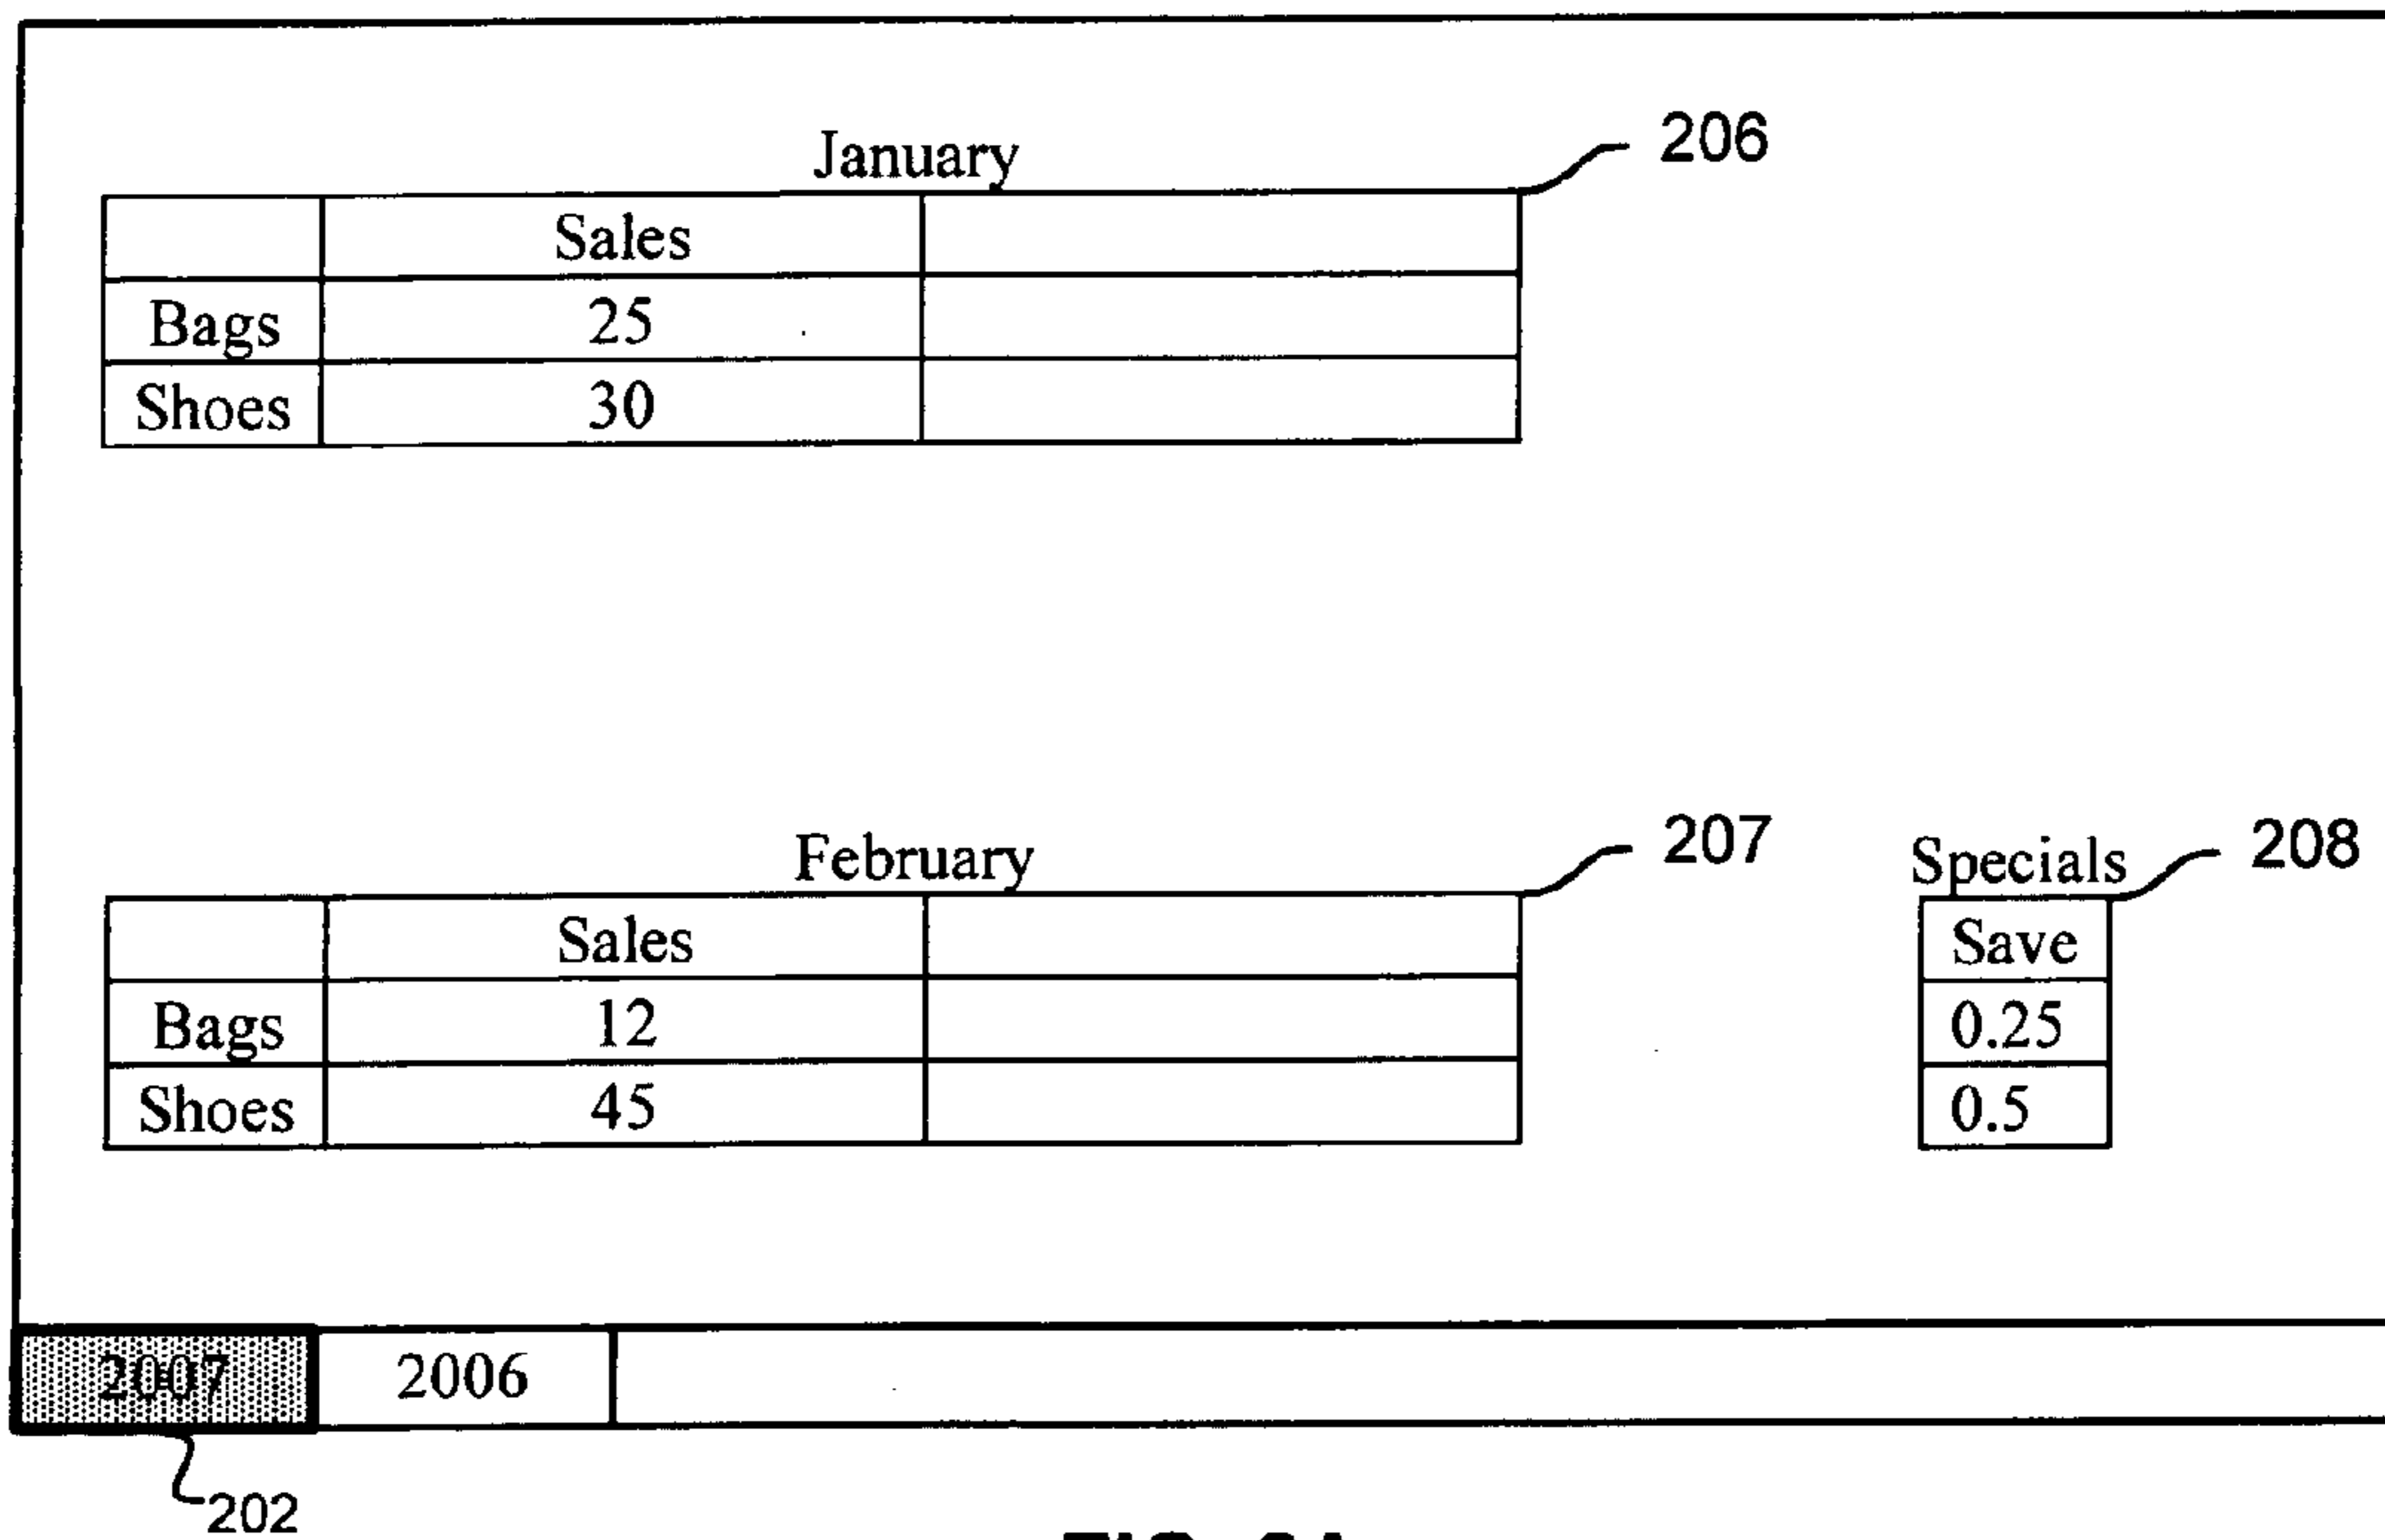 January 206
Sales
Bags 25
Shoes 30
February 207 Specials 208
Sales Save
Bags 12 0.25
Shoes 45 0.5
2007 2006
202